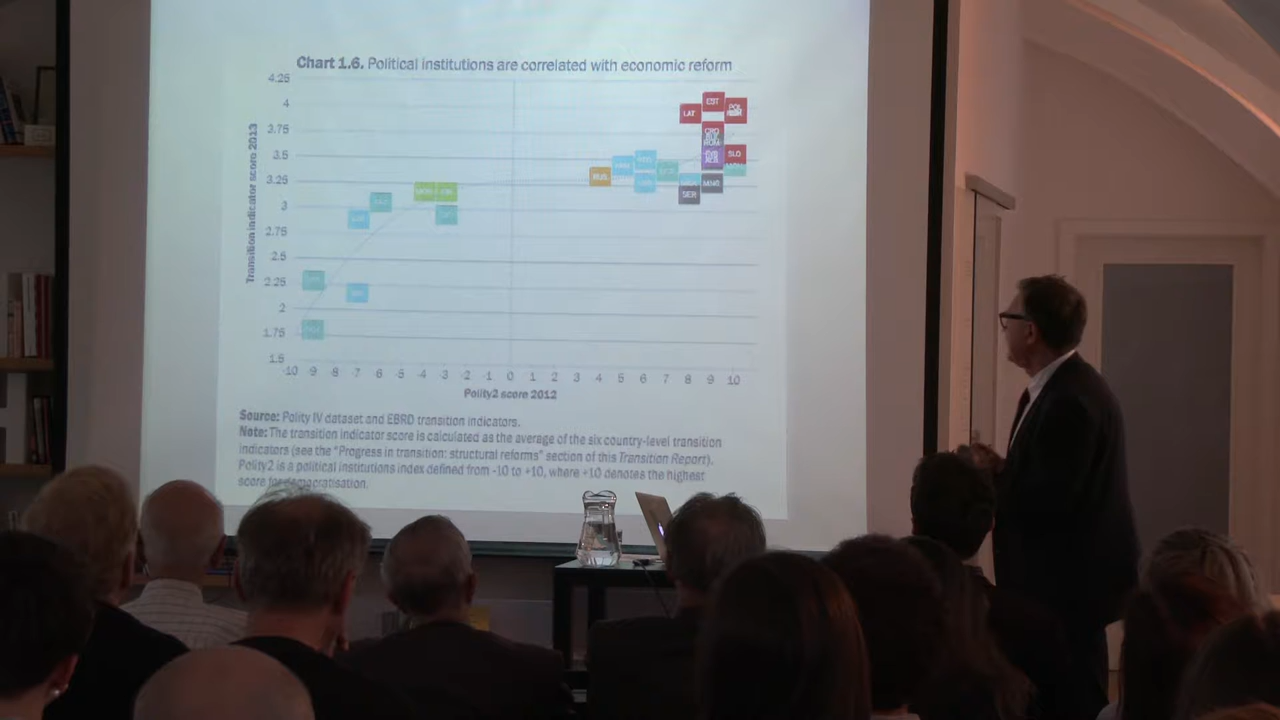 Chart 1.6. Political institutions are correlated with economic reform
4.25
4
3.75
3.5
3.25
3
2.75
2.5
2.25
2
1.75
1.5
Transition indicator score 2013
LAT
EST
POL
CRO
ROM
SLO
RUS
SER
MNG
-10 -9 -8 -7 -6 -5 -4 -3 -2 -1 0 1 2 3 4 5 6 7 8 9 10
Polity2 score 2012
Source: Polity IV dataset and EBRD transition indicators.
Note: The transition indicator score is calculated as the average of the six country-level transition
indicators (see the "Progress in transition: structural reforms" section of this Transition Report).
Polity2 is a political institutions index defined from -10 to +10, where +10 denotes the highest
score for democratisation.